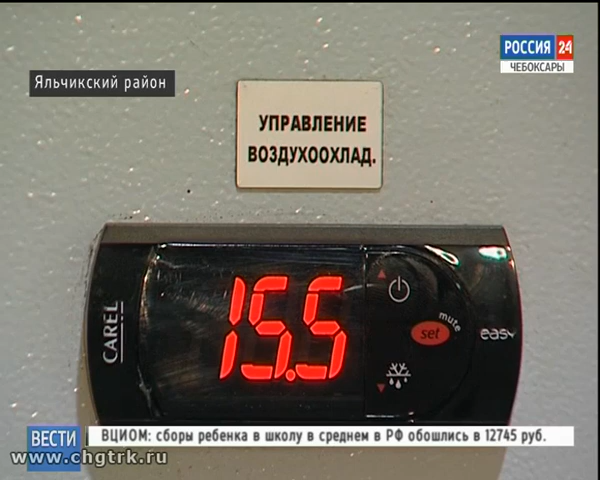 РОССИЯ 24
ЧЕБОКСАРЫ
Яльчикский район
УПРАВЛЕНИЕ
ВОЗДУХООХЛАД.
CAREL
15.5
set
mute
easy
ВЕСТИ
ВЦИОМ: сборы ребенка в школу в среднем в РФ обошлись в 12745 руб.
www.chgtrk.ru